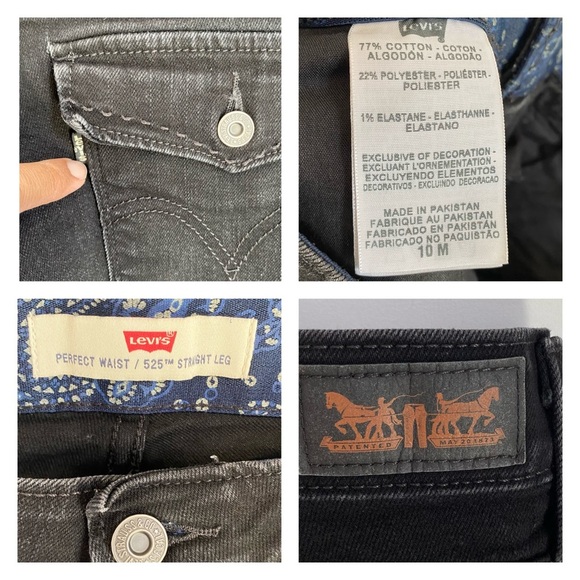 Levi's
77% COTTON - COTON -
ALGODÓN - ALGODÃO
22% POLYESTER - POLIÉSTER -
POLIESTER
1% ELASTANE - ELASTHANNE -
ELASTANO
EXCLUSIVE OF DECORATION -
EXCLUANT L'ORNEMENTATION -
EXCLUYENDO ELEMENTOS
DECORATIVOS - EXCLUINDO DECORACAO
MADE IN PAKISTAN
FABRIQUE AU PAKISTAN
FABRICADO EN PAKISTAN
FABRICADO NO PAQUISTÃO
10 M
Levi's®
PERFECT WAIST / 525™ STRAIGHT LEG
PATENTED
MAY 20 1873